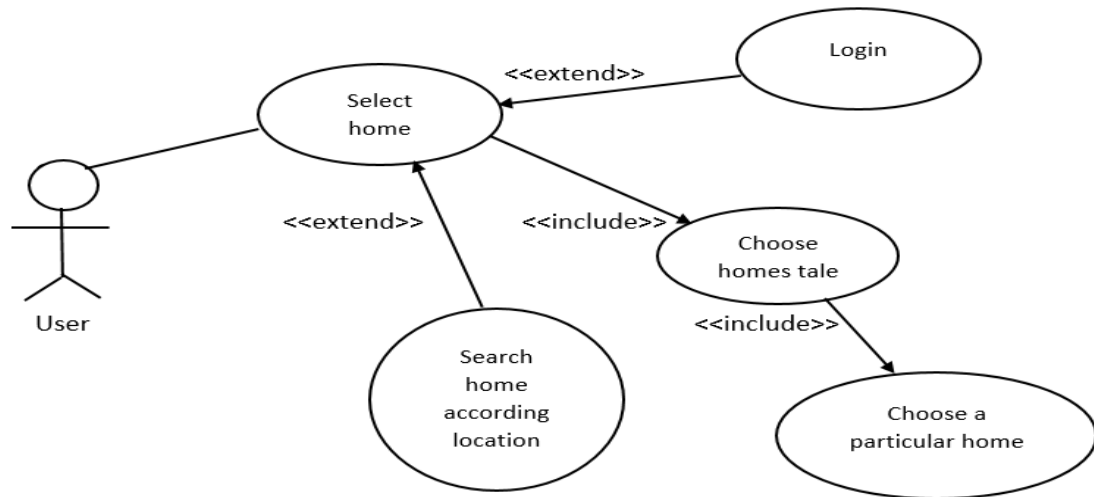 Login
<<extend>>
Select
home
<<extend>>
<<include>>
Choose
homes tale
User
<<include>>
Search
home
according
location
Choose a
particular home